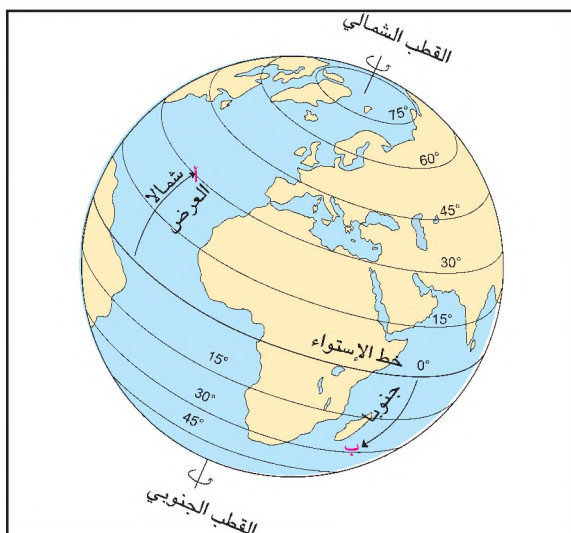 القطب الشمالي
75°
60°
45°
30°
15°
0°
شمالا
أ
العرض
خط الإستواء
15°
30°
45°
جنوبا
ب
القطب الجنوبي